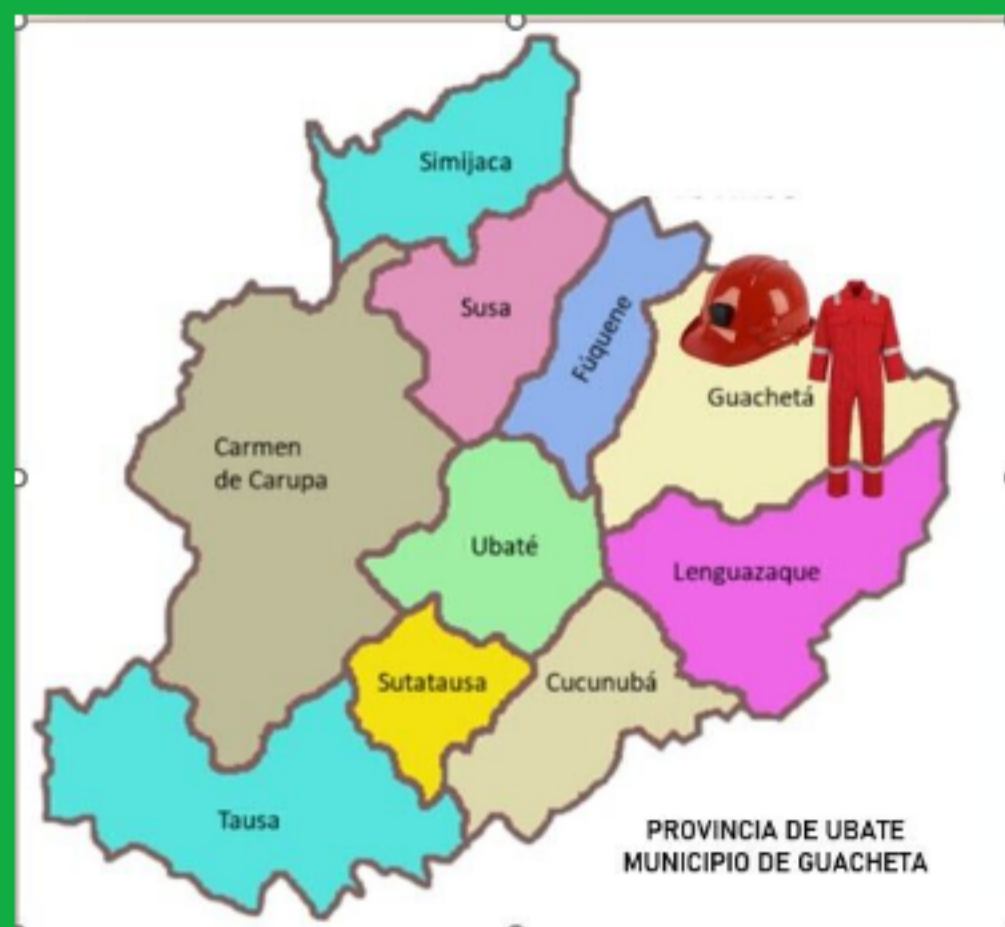 Simijaca
Susa
Fúquene
Guachetá
Carmen
de Carupa
Ubaté
Lenguazaque
Sutatausa
Cucunubá
Tausa
PROVINCIA DE UBATE
MUNICIPIO DE GUACHETA